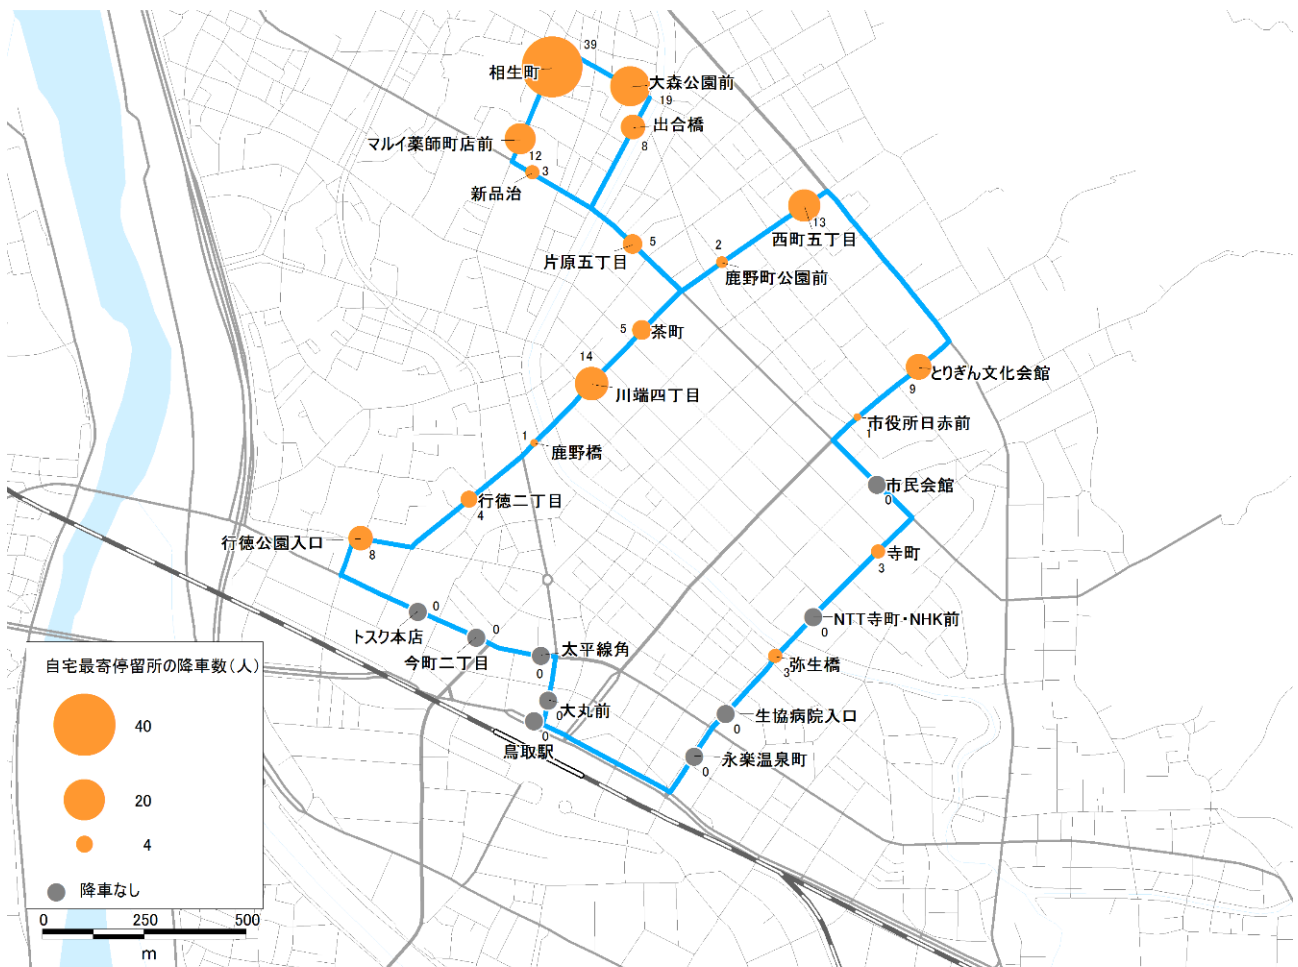 39
相生町
大森公園前
19
出合橋
8
マルイ薬師町店前
12
3
新品治
13
西町五丁目
5
片原五丁目
2
鹿野町公園前
5
茶町
14
川端四丁目
とりぎん文化会館
9
市役所日赤前
1
1
鹿野橋
市民会館
0
行徳二丁目
4
行徳公園入口
8
寺町
3
0
トスク本店
NTT寺町・NHK前
0
0
今町二丁目
太平線角
0
弥生橋
3
大丸前
0
生協病院入口
0
鳥取駅
0
永楽温泉町
0
自宅最寄停留所の降車数(人)
40
20
4
降車なし
0 250 500
m